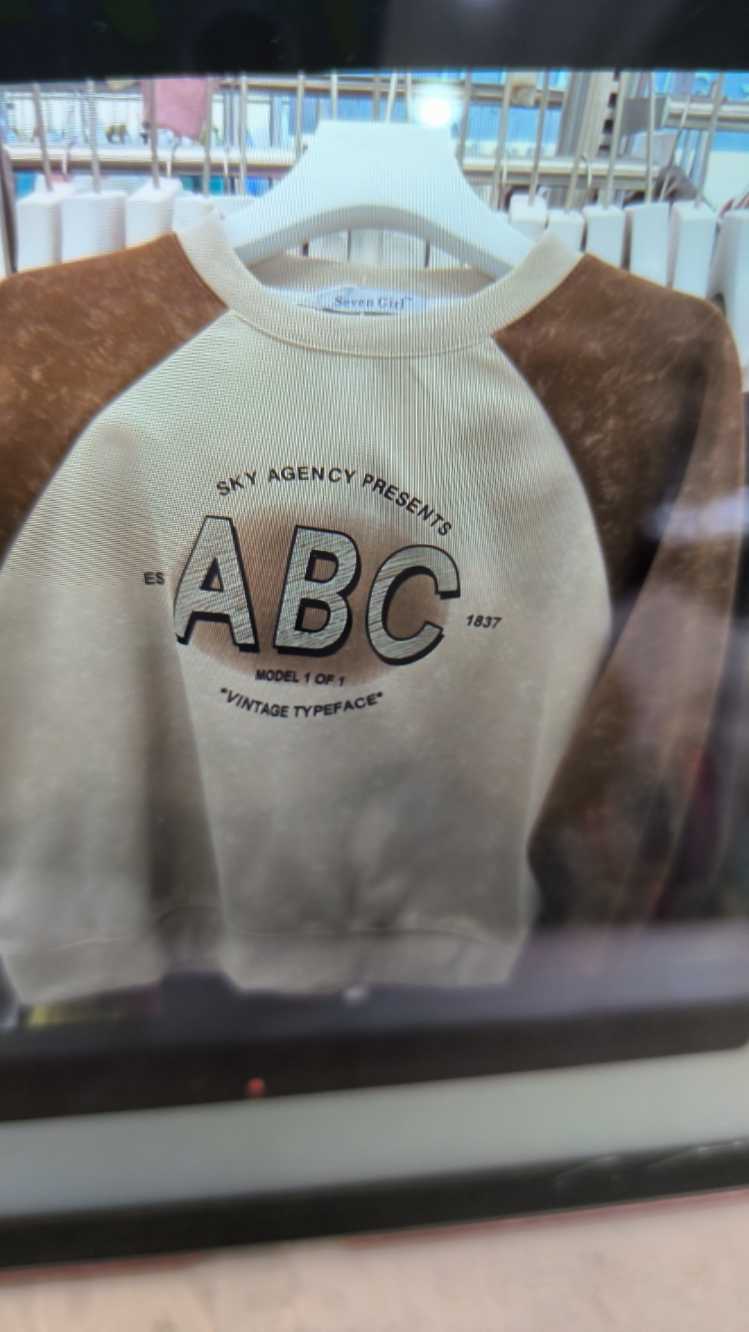 Seven Girl
SKY AGENCY PRESENTS
ABC
ES
1837
MODEL 1 OF 1
"VINTAGE TYPEFACE"